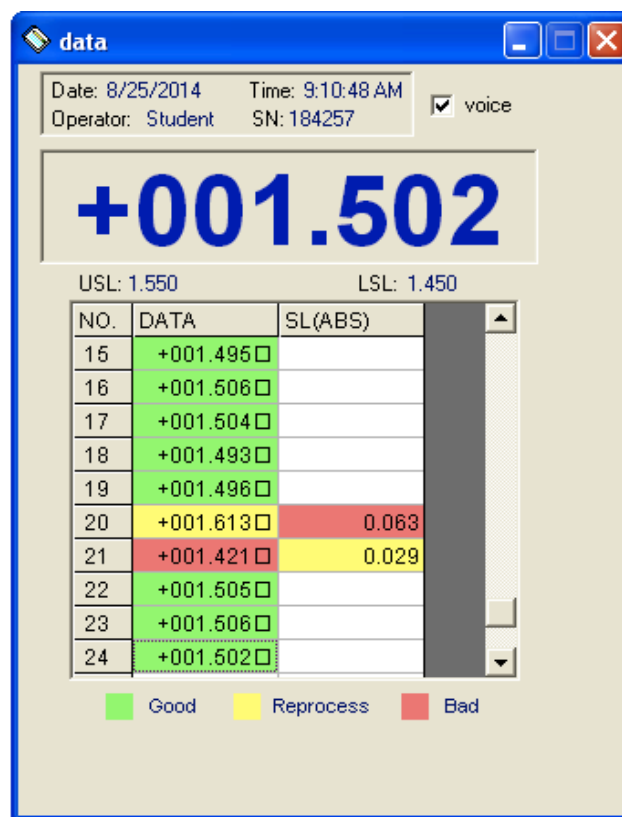 data
Date: 8/25/2014 Time: 9:10:48 AM
Operator: Student SN: 184257
voice
+001.502
USL: 1.550 LSL: 1.450
NO. DATA SL(ABS)
15 +001.495□
16 +001.506□
17 +001.504□
18 +001.493□
19 +001.496□
20 +001.613□ 0.063
21 +001.421□ 0.029
22 +001.505□
23 +001.506□
24 +001.502□
Good Reprocess Bad